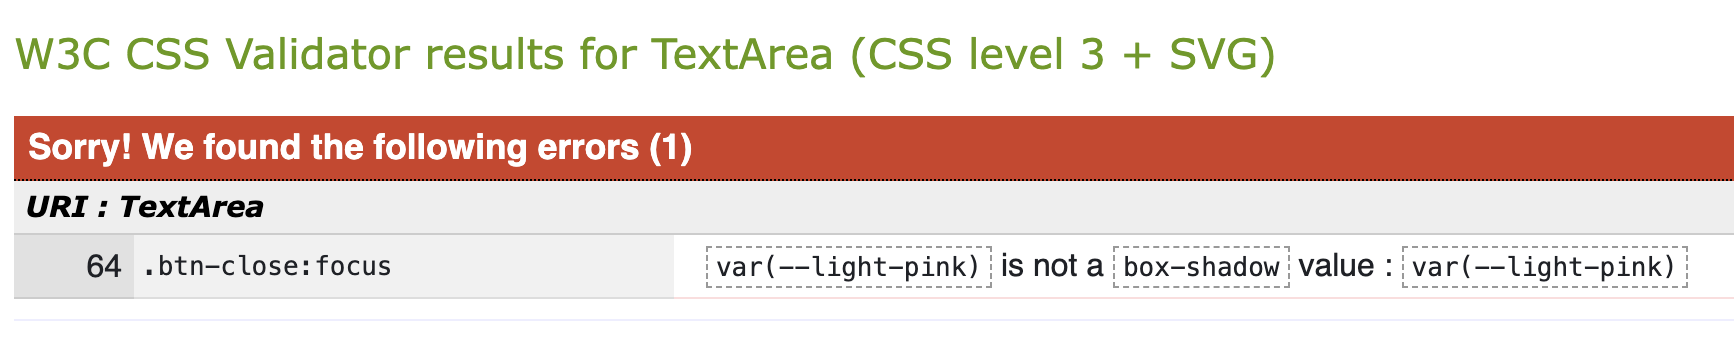 W3C CSS Validator results for TextArea (CSS level 3 + SVG)
Sorry! We found the following errors (1)
URI : TextArea
64 .btn-close:focus var(--light-pink) is not a box-shadow value : var(--light-pink)